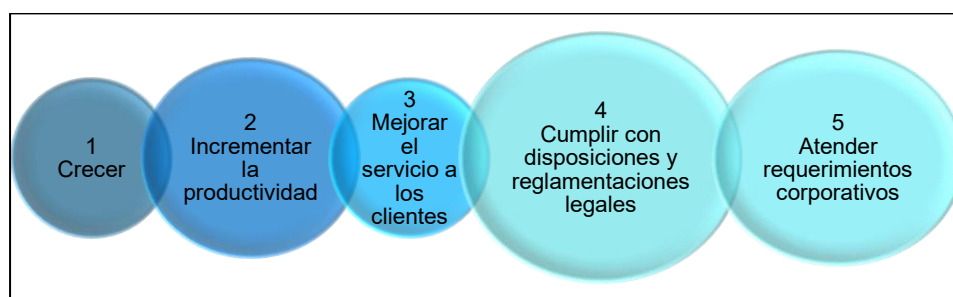 1
Crecer
2
Incrementar
la
productividad
3
Mejorar
el
servicio a
los
clientes
4
Cumplir con
disposiciones y
reglamentaciones
legales
5
Atender
requerimientos
corporativos